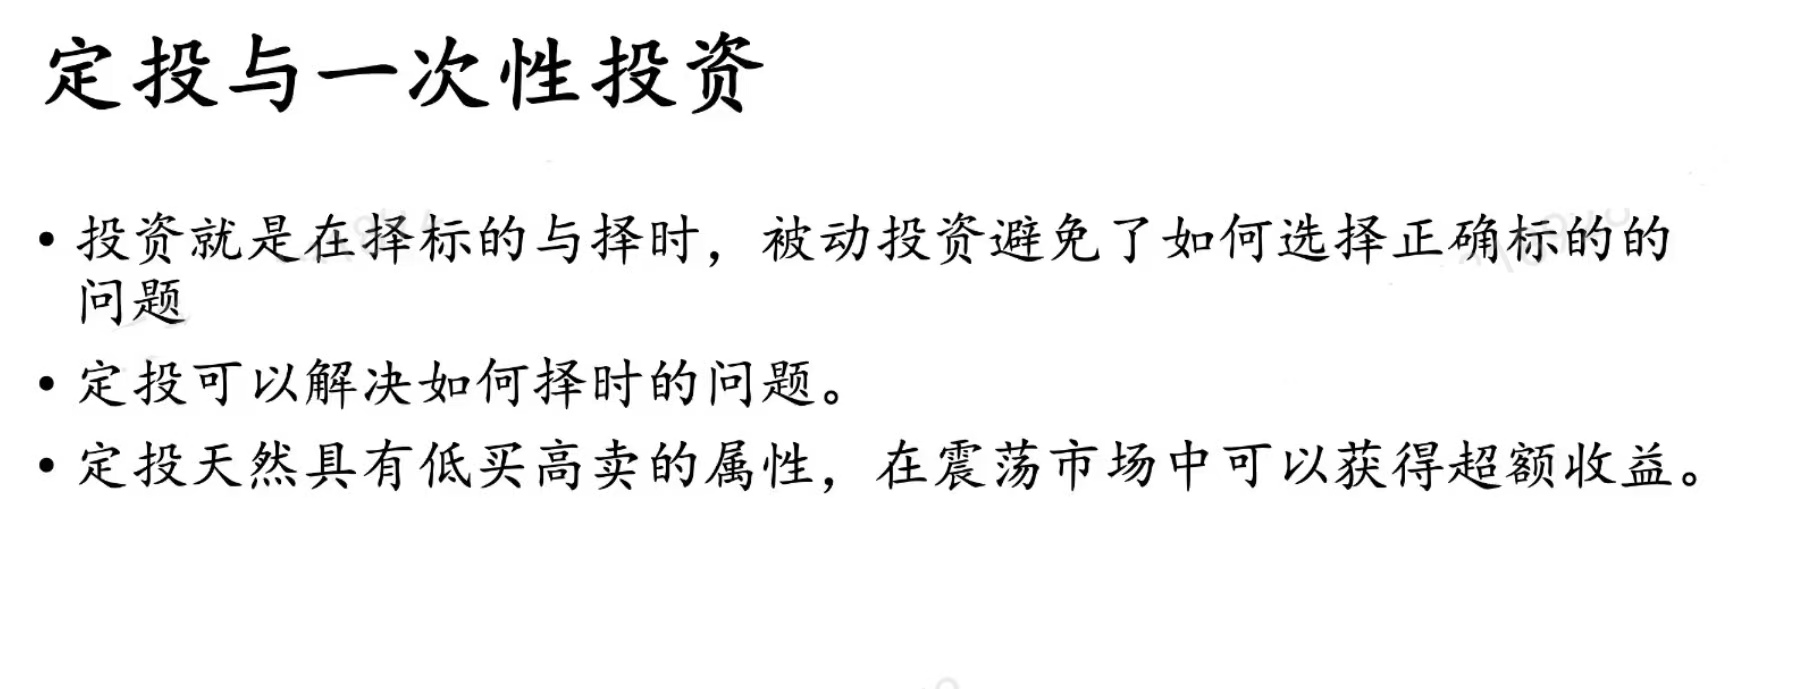 定投与一次性投资
• 投资就是在择标的与择时，被动投资避免了如何选择正确标的的
问题
• 定投可以解决如何择时的问题。
• 定投天然具有低买高卖的属性，在震荡市场中可以获得超额收益。